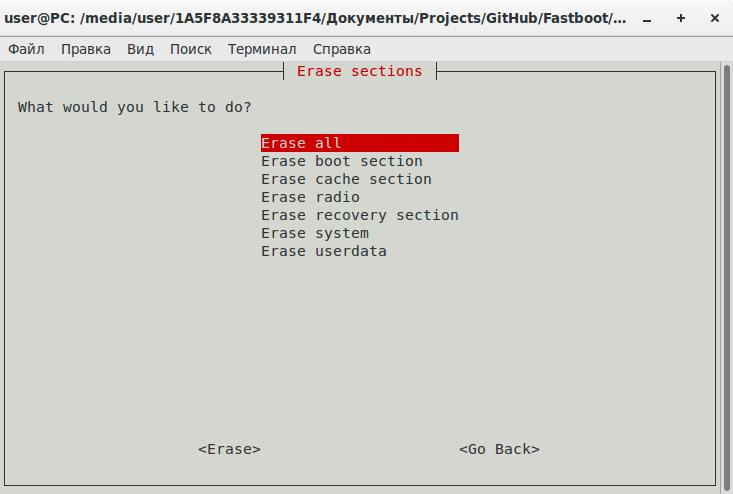 user@PC: /media/user/1A5F8A33339311F4/Документы/Projects/GitHub/Fastboot/...
Файл Правка Вид Поиск Терминал Справка
Erase sections
What would you like to do?
Erase all
Erase boot section
Erase cache section
Erase radio
Erase recovery section
Erase system
Erase userdata
<Erase> <Go Back>